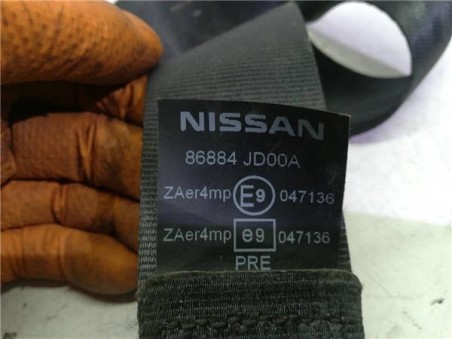 NISSAN
86884 JD00A
ZAer4mp E9 047136
ZAer4mp e9 047136
PRE